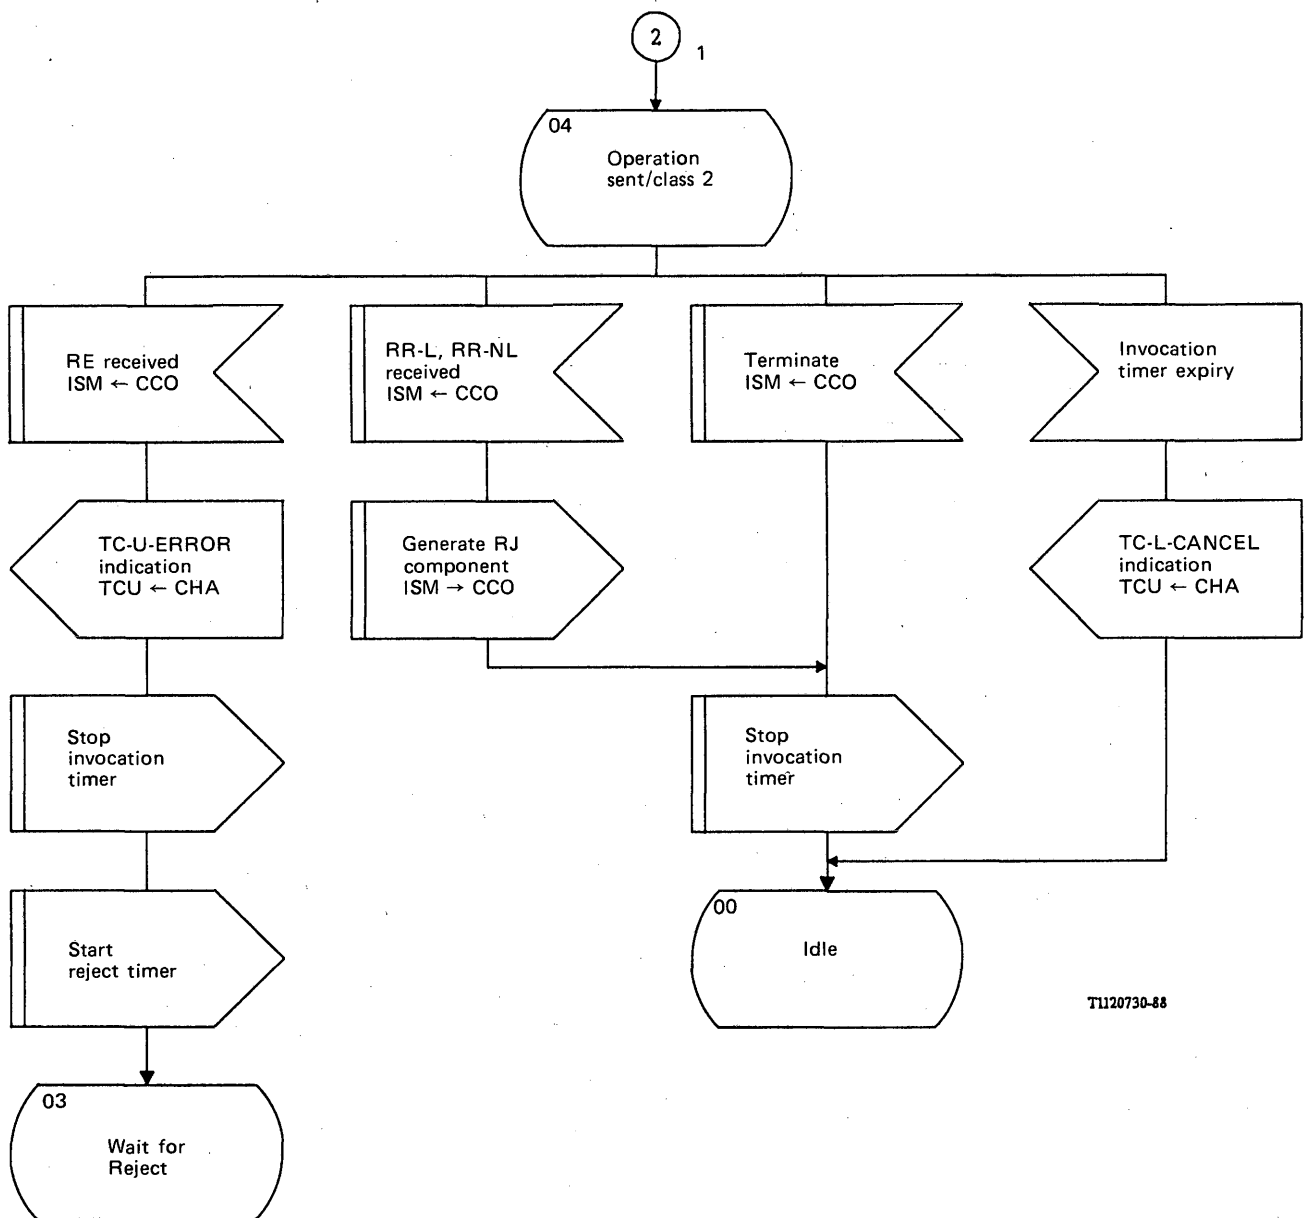 2
1
04
Operation
sent/class 2
RE received
ISM ← CCO
RR-L, RR-NL
received
ISM ← CCO
Terminate
ISM ← CCO
Invocation
timer expiry
TC-U-ERROR
indication
TCU ← CHA
Generate RJ
component
ISM → CCO
TC-L-CANCEL
indication
TCU ← CHA
Stop
invocation
timer
Stop
invocation
timer
Start
reject timer
00
Idle
T1120730-88
03
Wait for
Reject